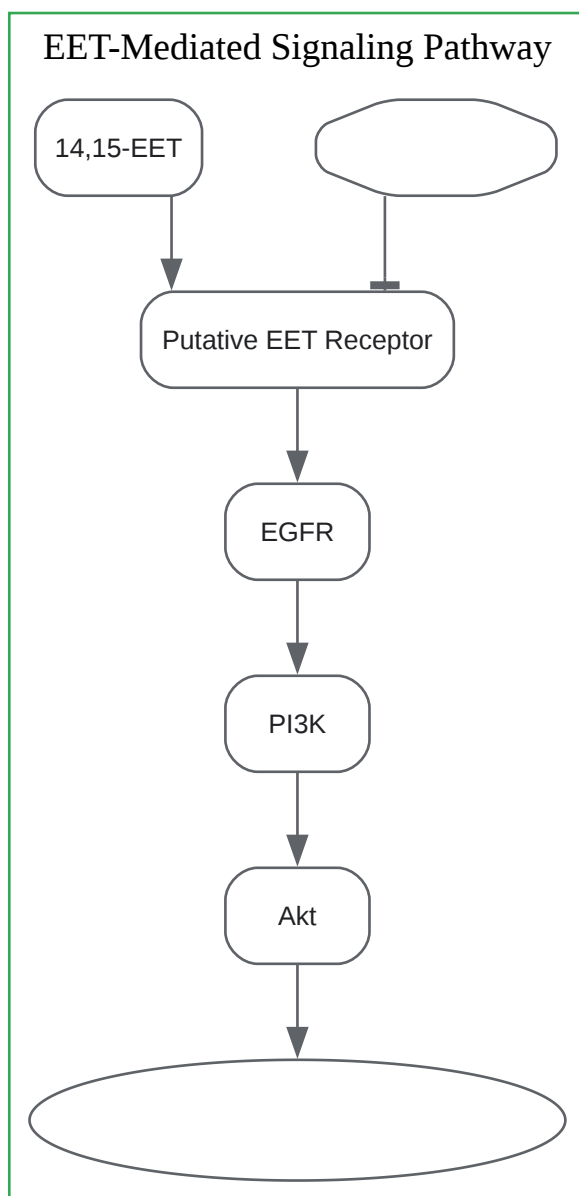 EET-Mediated Signaling Pathway
14,15-EET
Putative EET Receptor
EGFR
PI3K
Akt